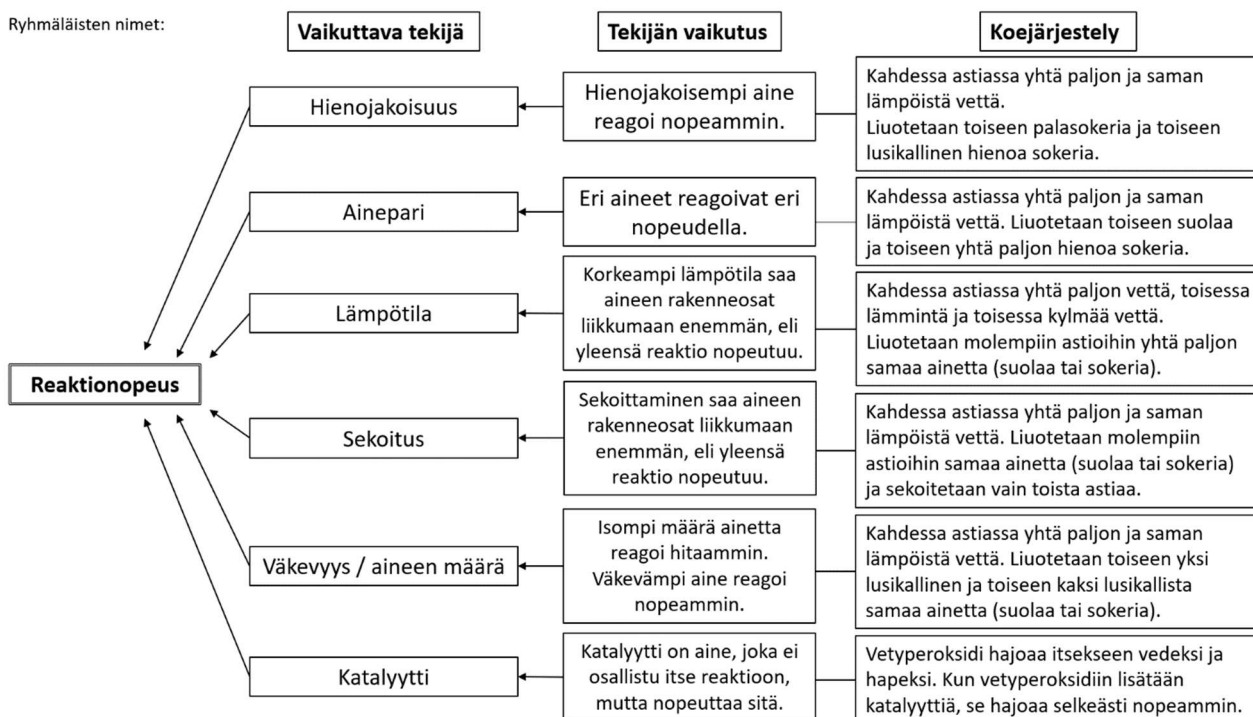 Ryhmäläisten nimet:
Vaikuttava tekijä
Tekijän vaikutus
Koejärjestely
Hienojakoisuus
Hienojakoisempi aine
reagoi nopeammin.
Kahdessa astiassa yhtä paljon ja saman
lämpöistä vettä.
Liuotetaan toiseen palasokeria ja toiseen
lusikallinen hienoa sokeria.
Ainepari
Eri aineet reagoivat eri
nopeudella.
Kahdessa astiassa yhtä paljon ja saman
lämpöistä vettä. Liuotetaan toiseen suolaa
ja toiseen yhtä paljon hienoa sokeria.
Lämpötila
Korkeampi lämpötila saa
aineen rakenneosat
liikkumaan enemmän, eli
yleensä reaktio nopeutuu.
Kahdessa astiassa yhtä paljon vettä, toisessa
lämmintä ja toisessa kylmää vettä.
Liuotetaan molempiin astioihin yhtä paljon
samaa ainetta (suolaa tai sokeria).
Reaktionopeus
Sekoitus
Sekoittaminen saa aineen
rakenneosat liikkumaan
enemmän, eli yleensä
reaktio nopeutuu.
Kahdessa astiassa yhtä paljon ja saman
lämpöistä vettä. Liuotetaan molempiin
astioihin samaa ainetta (suolaa tai sokeria)
ja sekoitetaan vain toista astiaa.
Väkevyys / aineen määrä
Isompi määrä ainetta
reagoi hitaammin.
Väkevämpi aine reagoi
nopeammin.
Kahdessa astiassa yhtä paljon ja saman
lämpöistä vettä. Liuotetaan toiseen yksi
lusikallinen ja toiseen kaksi lusikallista
samaa ainetta (suolaa tai sokeria).
Katalyytti
Katalyytti on aine, joka ei
osallistu itse reaktioon,
mutta nopeuttaa sitä.
Vetyperoksidi hajoaa itsekseen vedeksi ja
hapeksi. Kun vetyperoksidiin lisätään
katalyyttiä, se hajoaa selkeästi nopeammin.